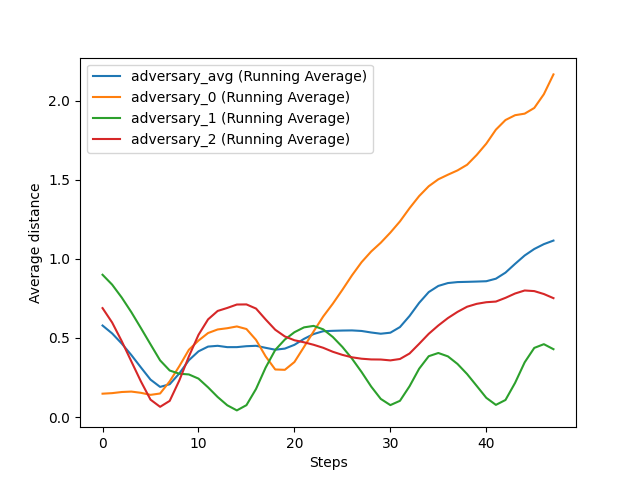 adversary_avg (Running Average)
adversary_0 (Running Average)
adversary_1 (Running Average)
adversary_2 (Running Average)
2.0
1.5
1.0
0.5
0.0
Average distance
0 10 20 30 40
Steps